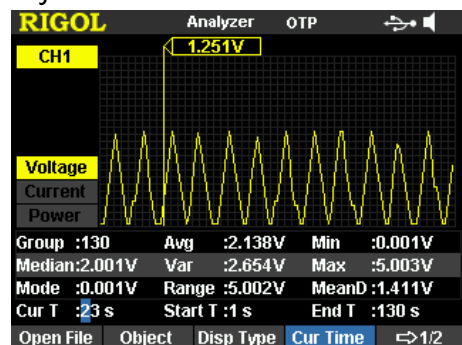 RIGOL Analyzer OTP
CH1
1.251V
Voltage
Current
Power
Group :130 Avg :2.138V Min :0.001V
Median:2.001V Var :2.654V Max :5.003V
Mode :0.001V Range :5.002V MeanD:1.411V
Cur T :23 s Start T :1 s End T :130 s
Open File Object Disp Type Cur Time ⇨1/2